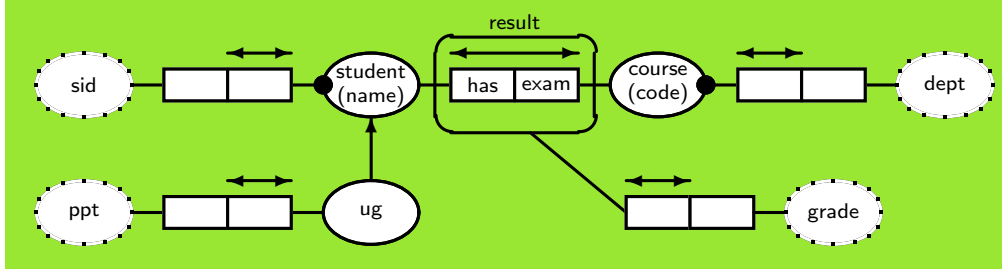 result
sid
student
(name)
has
exam
course
(code)
dept
ppt
ug
grade